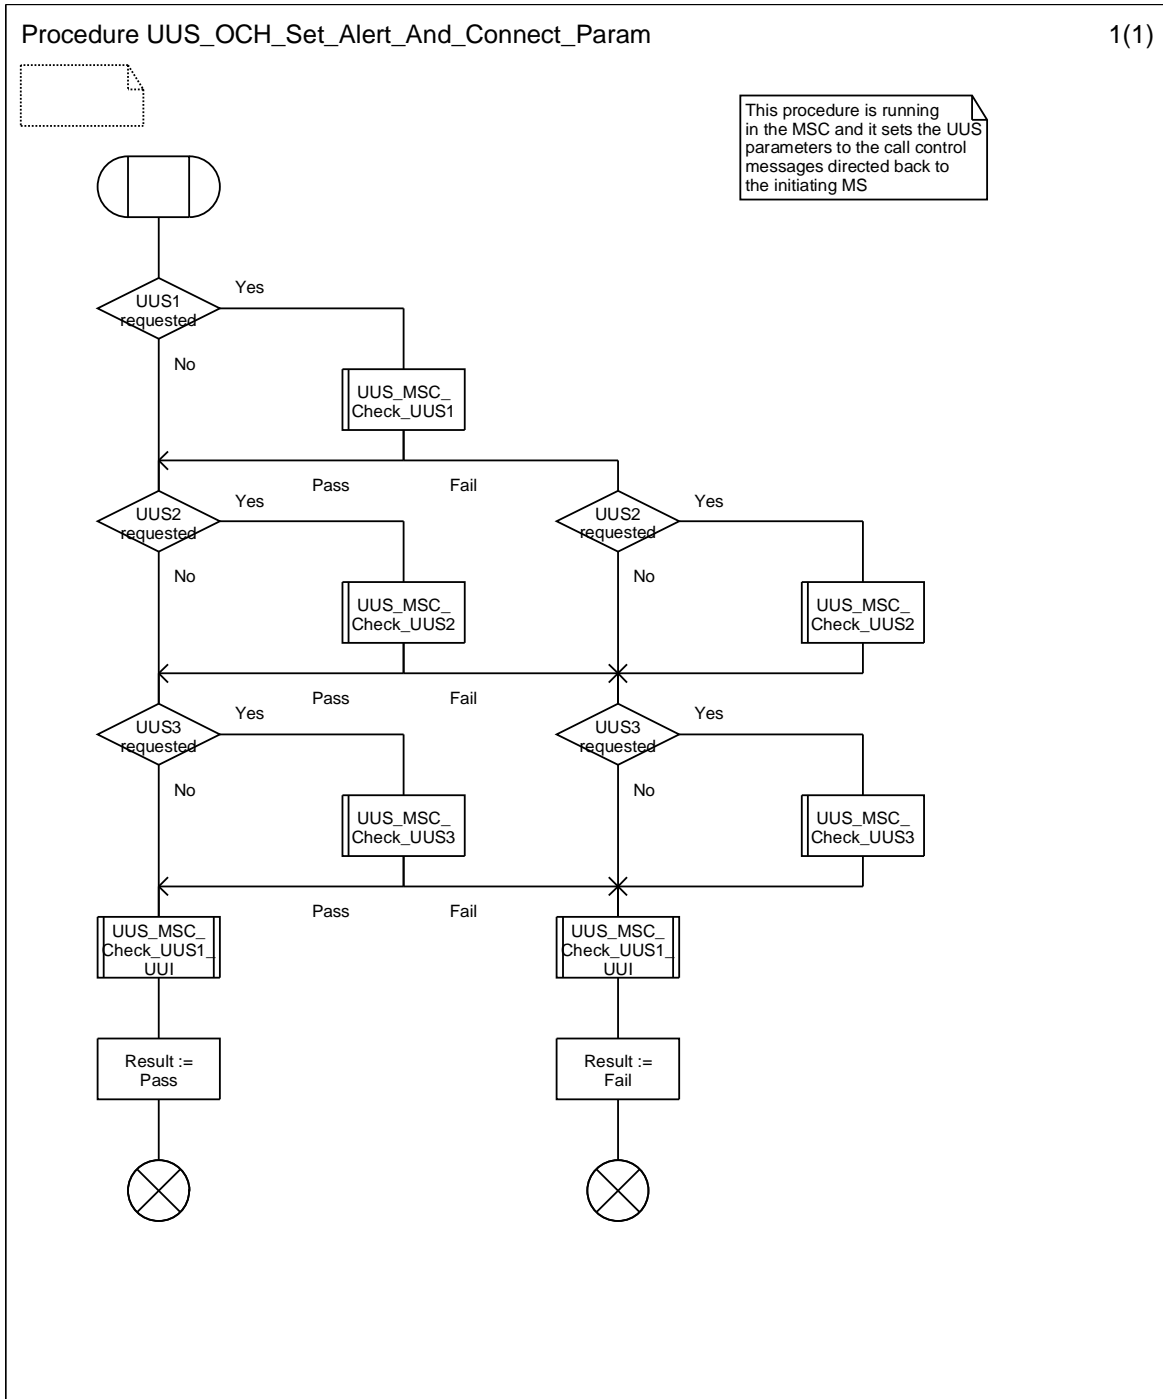 Procedure UUS_OCH_Set_Alert_And_Connect_Param
1(1)
This procedure is running
in the MSC and it sets the UUS
parameters to the call control
messages directed back to
the initiating MS
UUS1
requested
Yes
No
UUS_MSC_
Check_UUS1
Pass
Fail
UUS2
requested
Yes
No
UUS_MSC_
Check_UUS2
UUS2
requested
Yes
No
UUS_MSC_
Check_UUS2
Pass
Fail
UUS3
requested
Yes
No
UUS_MSC_
Check_UUS3
UUS3
requested
Yes
No
UUS_MSC_
Check_UUS3
Pass
Fail
UUS_MSC_
Check_UUS1_
UUI
UUS_MSC_
Check_UUS1_
UUI
Result :=
Pass
Result :=
Fail